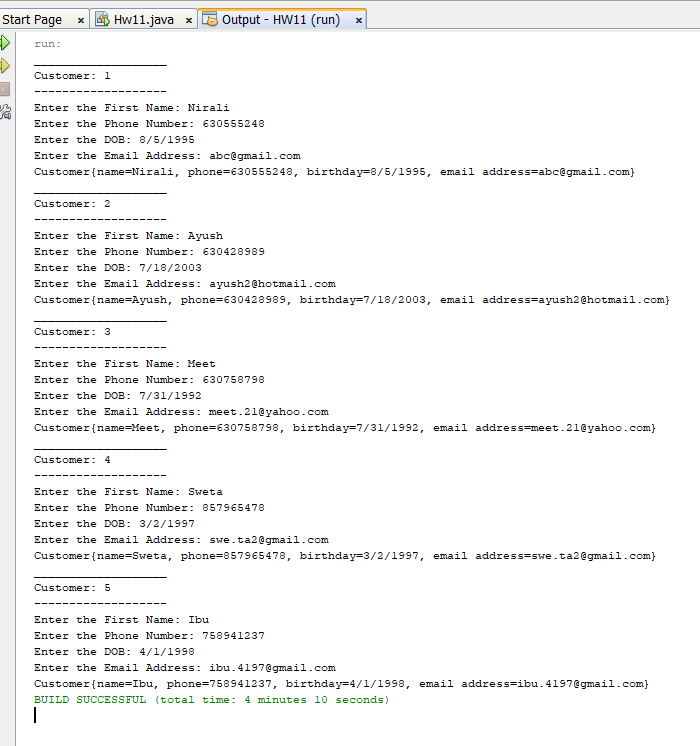 Start Page × Hw11.java × Output - HW11 (run) ×
run:
___________________
Customer: 1
-------------------
Enter the First Name: Nirali
Enter the Phone Number: 630555248
Enter the DOB: 8/5/1995
Enter the Email Address: abc@gmail.com
Customer{name=Nirali, phone=630555248, birthday=8/5/1995, email address=abc@gmail.com}
___________________
Customer: 2
-------------------
Enter the First Name: Ayush
Enter the Phone Number: 630428989
Enter the DOB: 7/18/2003
Enter the Email Address: ayush2@hotmail.com
Customer{name=Ayush, phone=630428989, birthday=7/18/2003, email address=ayush2@hotmail.com}
___________________
Customer: 3
-------------------
Enter the First Name: Meet
Enter the Phone Number: 630758798
Enter the DOB: 7/31/1992
Enter the Email Address: meet.21@yahoo.com
Customer{name=Meet, phone=630758798, birthday=7/31/1992, email address=meet.21@yahoo.com}
___________________
Customer: 4
-------------------
Enter the First Name: Sweta
Enter the Phone Number: 857965478
Enter the DOB: 3/2/1997
Enter the Email Address: swe.ta2@gmail.com
Customer{name=Sweta, phone=857965478, birthday=3/2/1997, email address=swe.ta2@gmail.com}
___________________
Customer: 5
-------------------
Enter the First Name: Ibu
Enter the Phone Number: 758941237
Enter the DOB: 4/1/1998
Enter the Email Address: ibu.4197@gmail.com
Customer{name=Ibu, phone=758941237, birthday=4/1/1998, email address=ibu.4197@gmail.com}
BUILD SUCCESSFUL (total time: 4 minutes 10 seconds)